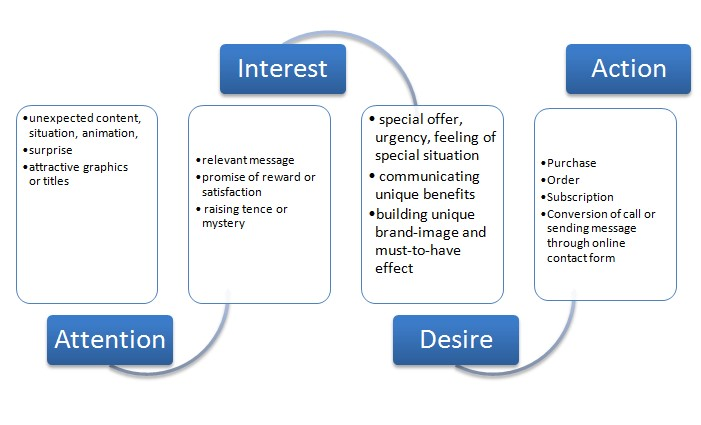 Attention
•unexpected content,
situation, animation,
•surprise
•attractive graphics
or titles
Interest
•relevant message
•promise of reward or
satisfaction
• raising tence or
mystery
Desire
• special offer,
urgency, feeling of
special situation
• communicating
unique benefits
•building unique
brand-image and
must-to-have
effect
Action
•Purchase
•Order
•Subscription
•Conversion of call or
sending message
through online
contact form